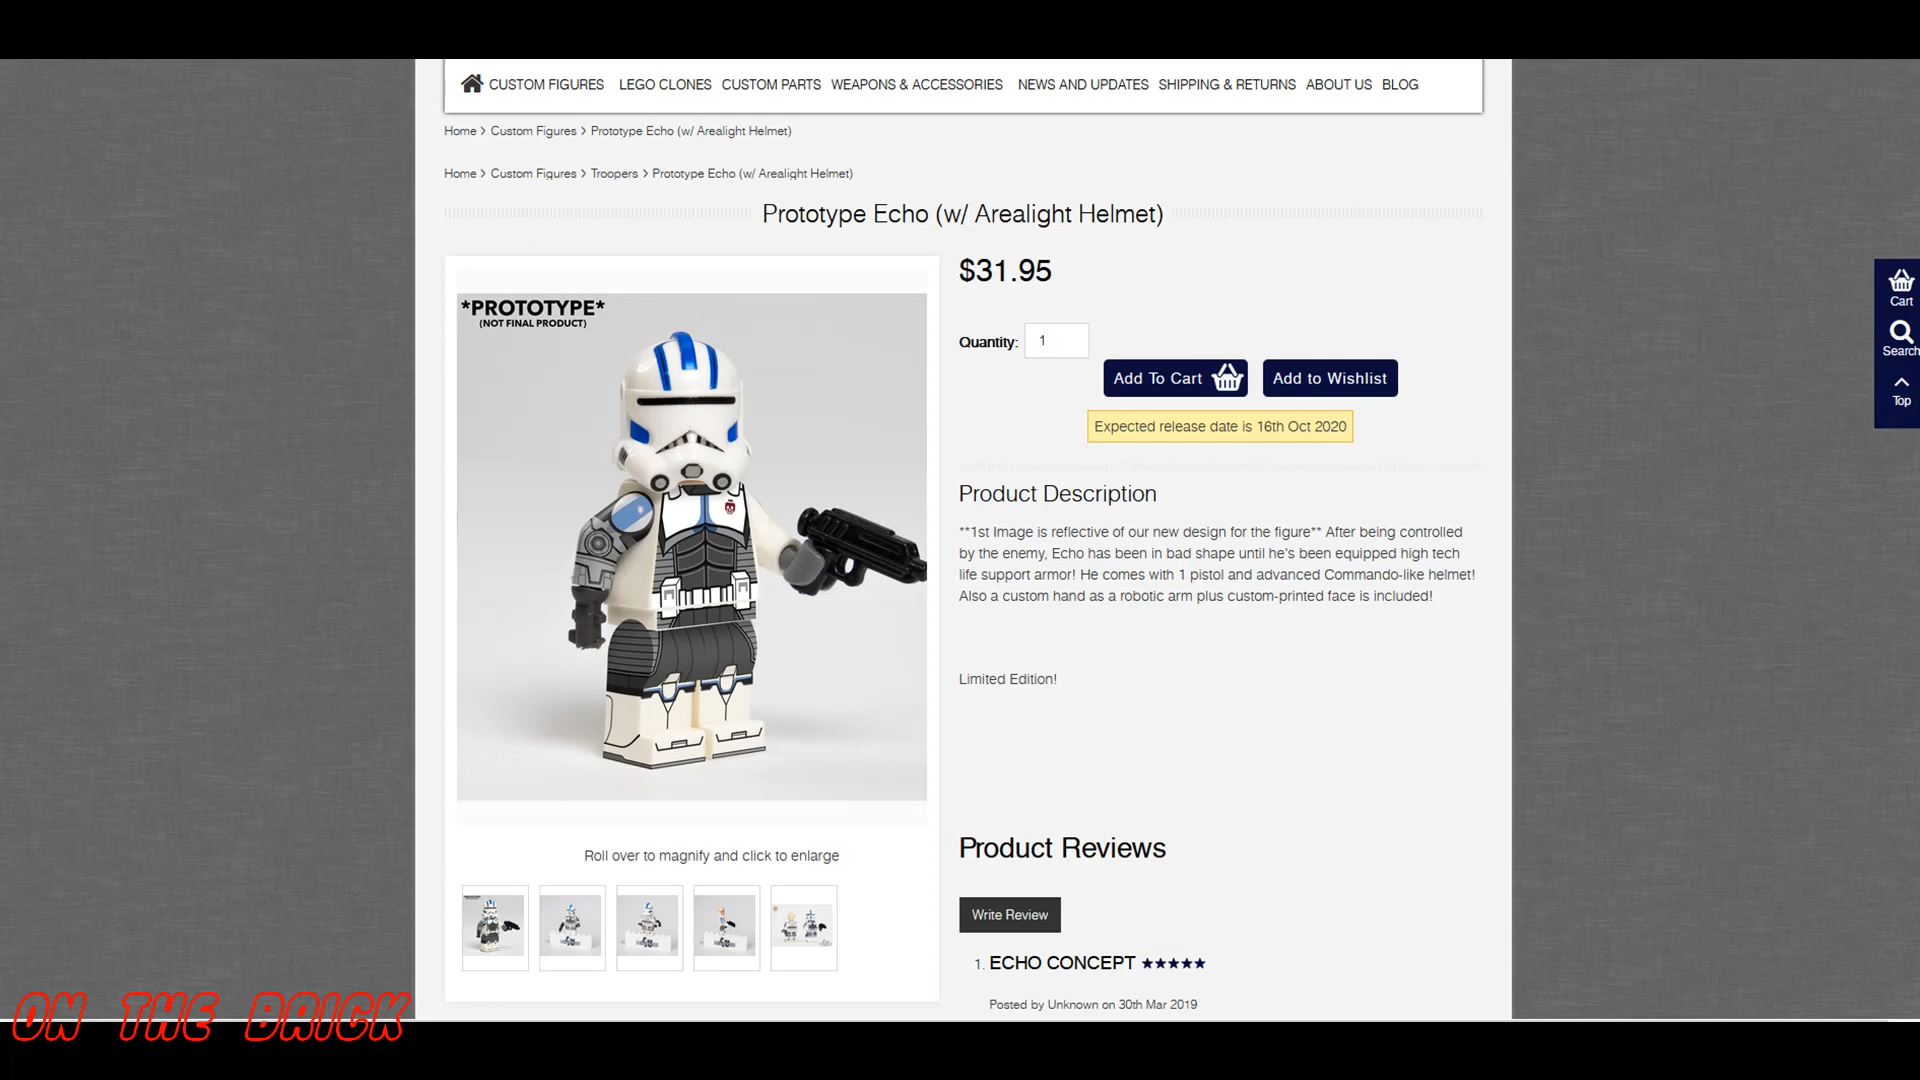 CUSTOM FIGURES LEGO CLONES CUSTOM PARTS WEAPONS & ACCESSORIES NEWS AND UPDATES SHIPPING & RETURNS ABOUT US BLOG
Home > Custom Figures > Prototype Echo (w/ Arealight Helmet)
Home > Custom Figures > Troopers > Prototype Echo (w/ Arealight Helmet)
Prototype Echo (w/ Arealight Helmet)
*PROTOTYPE*
(NOT FINAL PRODUCT)
$31.95
Quantity: 1
Add To Cart Add to Wishlist
Expected release date is 16th Oct 2020
Product Description
**1st Image is reflective of our new design for the figure** After being controlled
by the enemy, Echo has been in bad shape until he's been equipped high tech
life support armor! He comes with 1 pistol and advanced Commando-like helmet!
Also a custom hand as a robotic arm plus custom-printed face is included!
Limited Edition!
Roll over to magnify and click to enlarge
Product Reviews
Write Review
1. ECHO CONCEPT ★★★★★
Posted by Unknown on 30th Mar 2019
Cart
Search
Top
ON THE BRICK